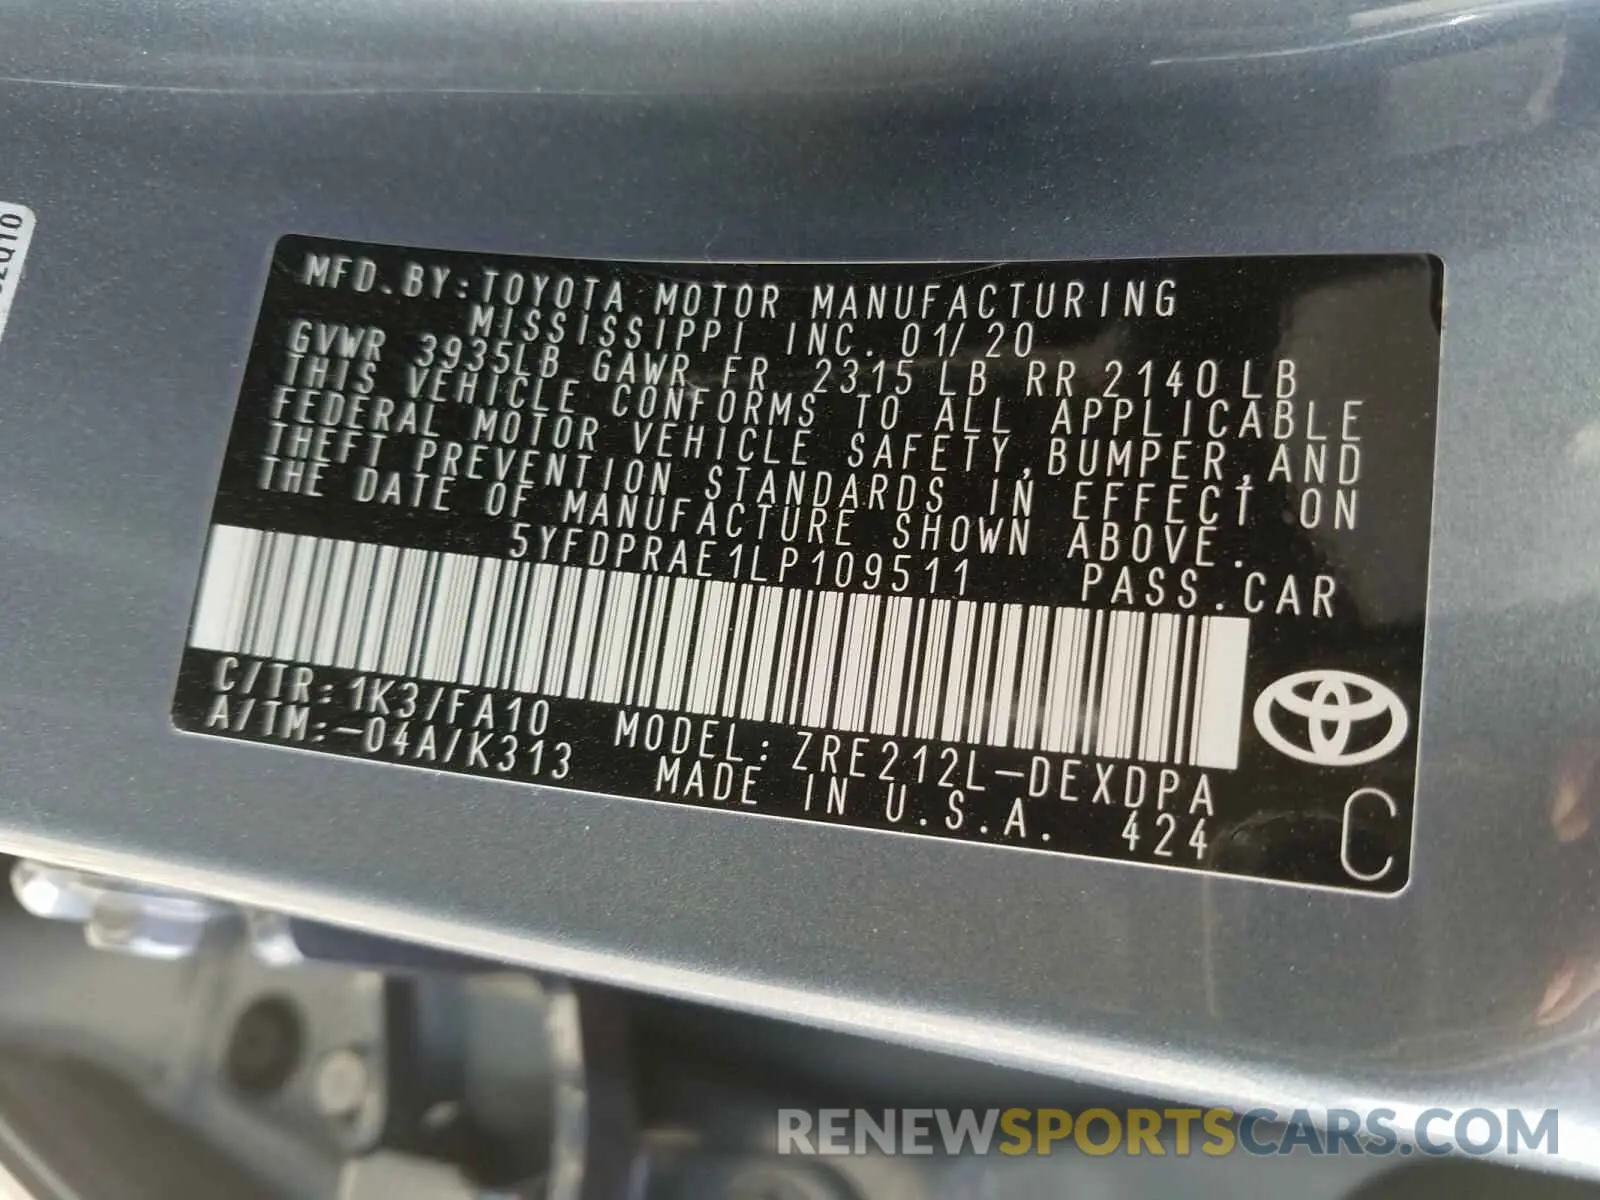 MFD. BY: TOYOTA MOTOR MANUFACTURING
MISSISSIPPI INC. 01/20
GVWR 3935LB GAWR FR 2315 LB RR 2140 LB
THIS VEHICLE CONFORMS TO ALL APPLICABLE
FEDERAL MOTOR VEHICLE SAFETY, BUMPER, AND
THEFT PREVENTION STANDARDS IN EFFECT ON
THE DATE OF MANUFACTURE SHOWN ABOVE.
5YFDPRAE1LP109511 PASS. CAR
C/TR: 1K3/FA10 MODEL: ZRE212L-DEXDPA
A/TM: -04A/K313 MADE IN U.S.A. 424
C
RENEWSPORTSCARS.COM